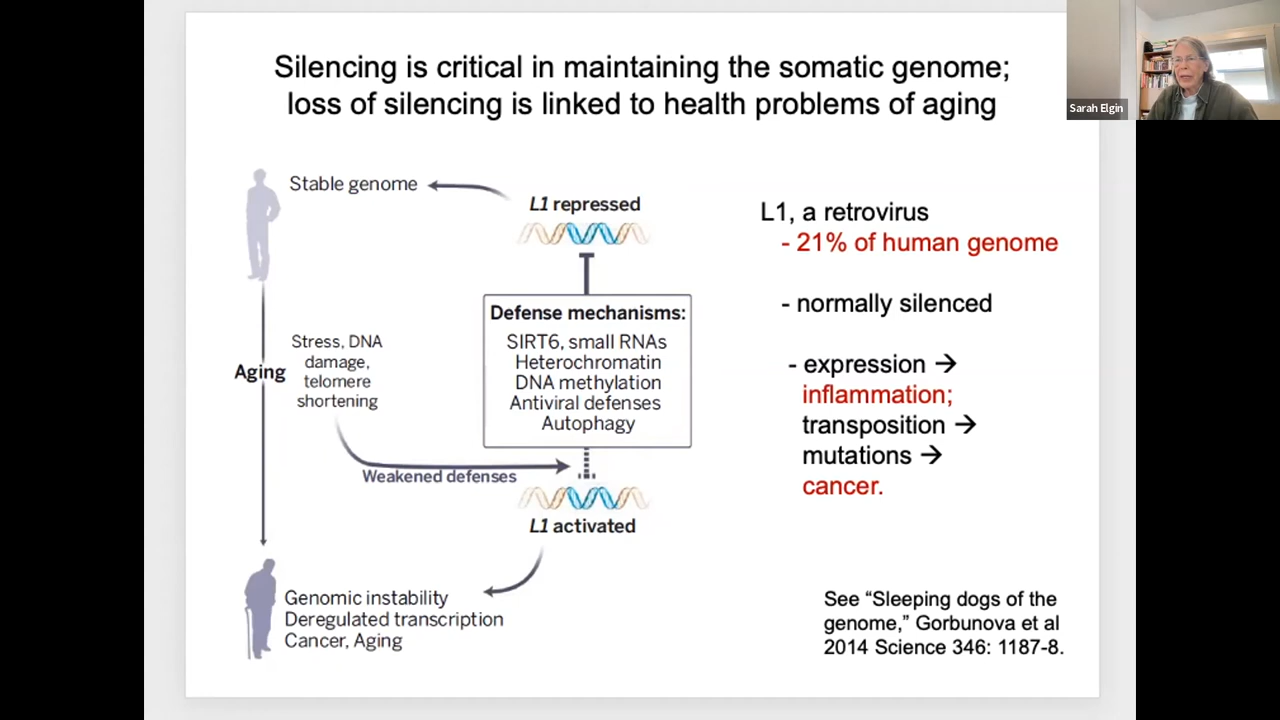 Silencing is critical in maintaining the somatic genome;
loss of silencing is linked to health problems of aging
Sarah Elgin
Stable genome
L1 repressed
Defense mechanisms:
SIRT6, small RNAs
Heterochromatin
DNA methylation
Antiviral defenses
Autophagy
Aging
Stress, DNA
damage,
telomere
shortening
Weakened defenses
L1 activated
Genomic instability
Deregulated transcription
Cancer, Aging
L1, a retrovirus
- 21% of human genome
- normally silenced
- expression →
inflammation;
transposition →
mutations →
cancer.
See “Sleeping dogs of the
genome,” Gorbunova et al
2014 Science 346: 1187-8.